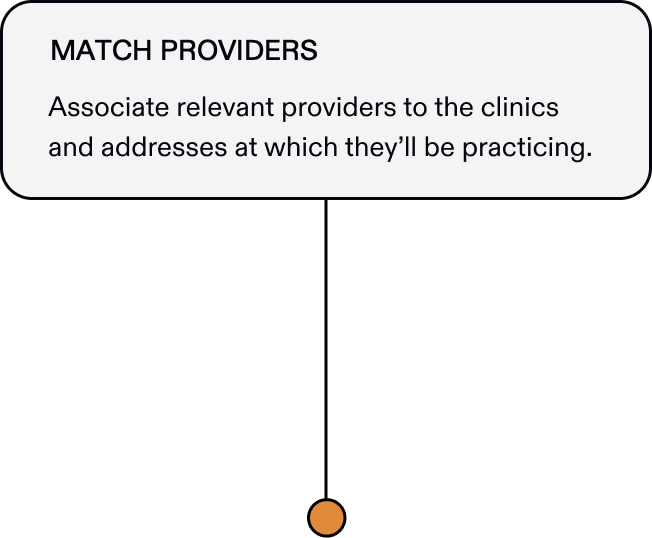 MATCH PROVIDERS
Associate relevant providers to the clinics
and addresses at which they’ll be practicing.